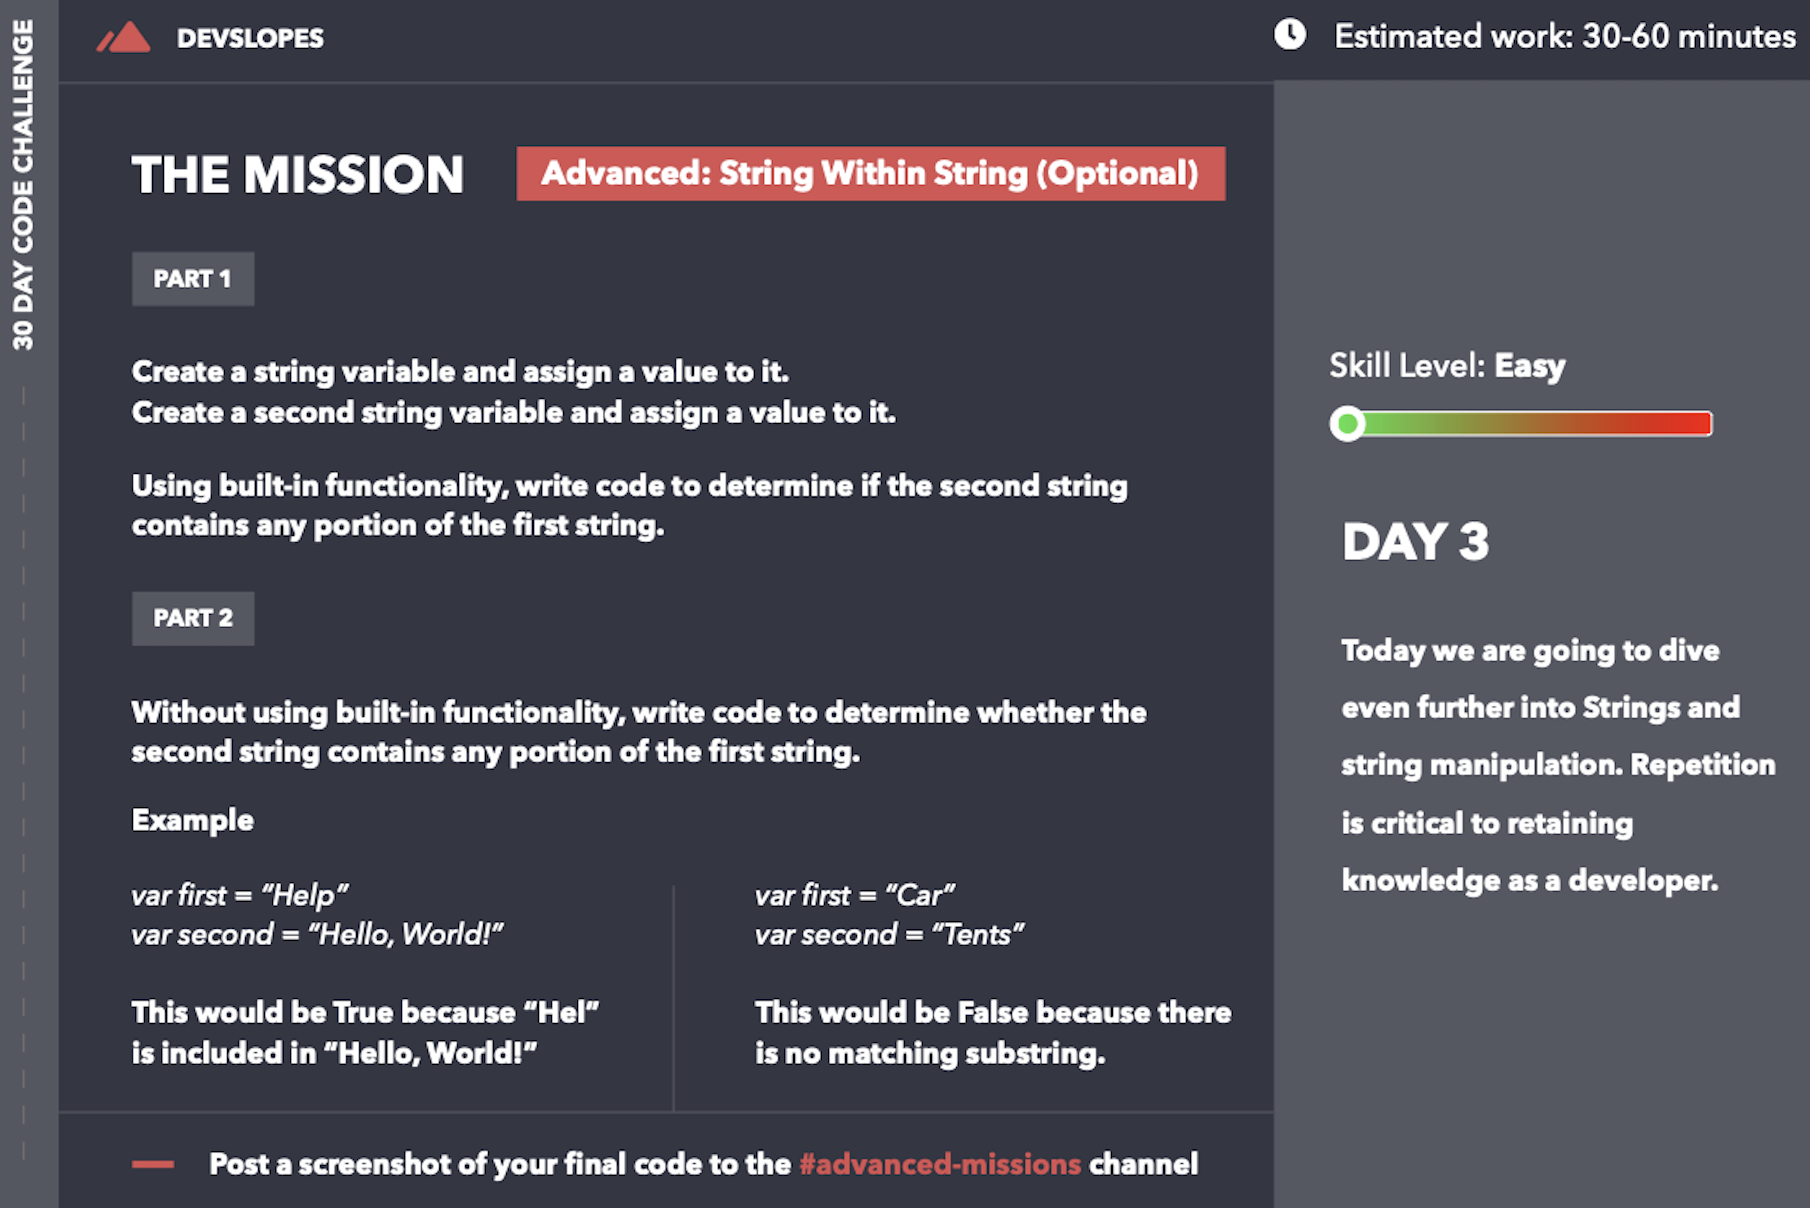 30 DAY CODE CHALLENGE
DEVSLOPES
Estimated work: 30-60 minutes
THE MISSION
Advanced: String Within String (Optional)
PART 1
Create a string variable and assign a value to it.
Create a second string variable and assign a value to it.
Using built-in functionality, write code to determine if the second string
contains any portion of the first string.
PART 2
Without using built-in functionality, write code to determine whether the
second string contains any portion of the first string.
Example
var first = “Help”
var second = “Hello, World!”
This would be True because “Hel”
is included in “Hello, World!”
var first = “Car”
var second = “Tents”
This would be False because there
is no matching substring.
Post a screenshot of your final code to the #advanced-missions channel
Skill Level: Easy
DAY 3
Today we are going to dive
even further into Strings and
string manipulation. Repetition
is critical to retaining
knowledge as a developer.